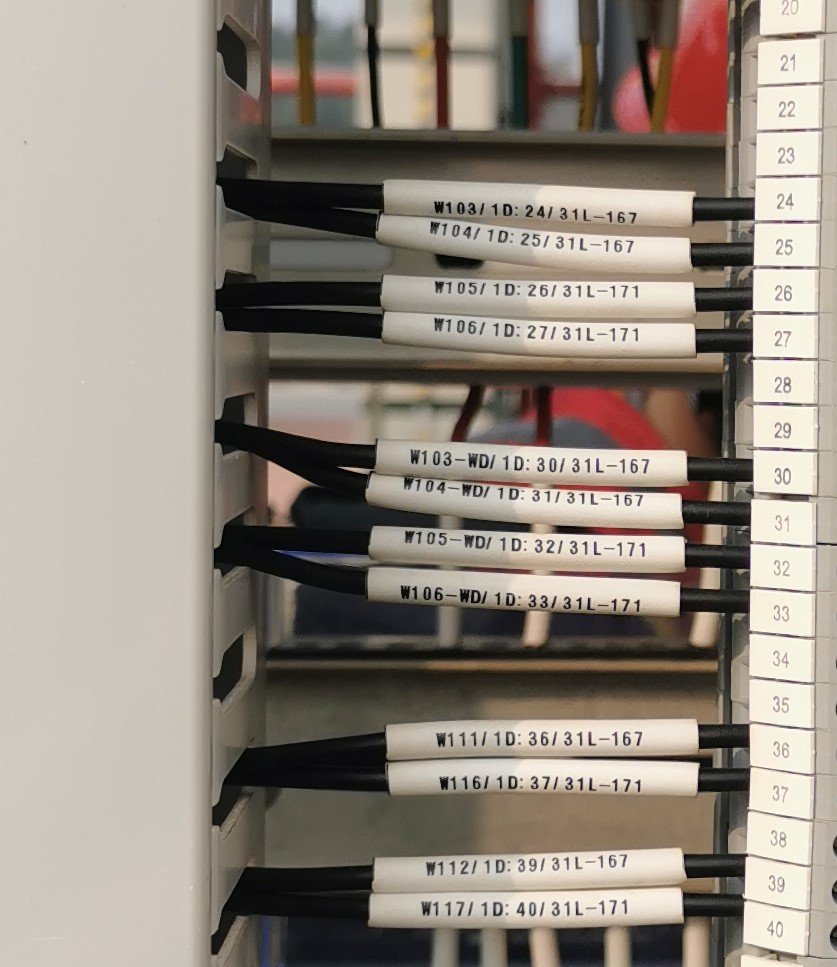 20
21
22
23
W103/1D:24/31L-167 24
W104/1D:25/31L-167 25
W105/1D:26/31L-171 26
W106/1D:27/31L-171 27
28
29
W103-WD/1D:30/31L-167 30
W104-WD/1D:31/31L-167 31
W105-WD/1D:32/31L-171 32
W106-WD/1D:33/31L-171 33
34
35
W111/1D:36/31L-167 36
W116/1D:37/31L-171 37
38
W112/1D:39/31L-167 39
W117/1D:40/31L-171 40